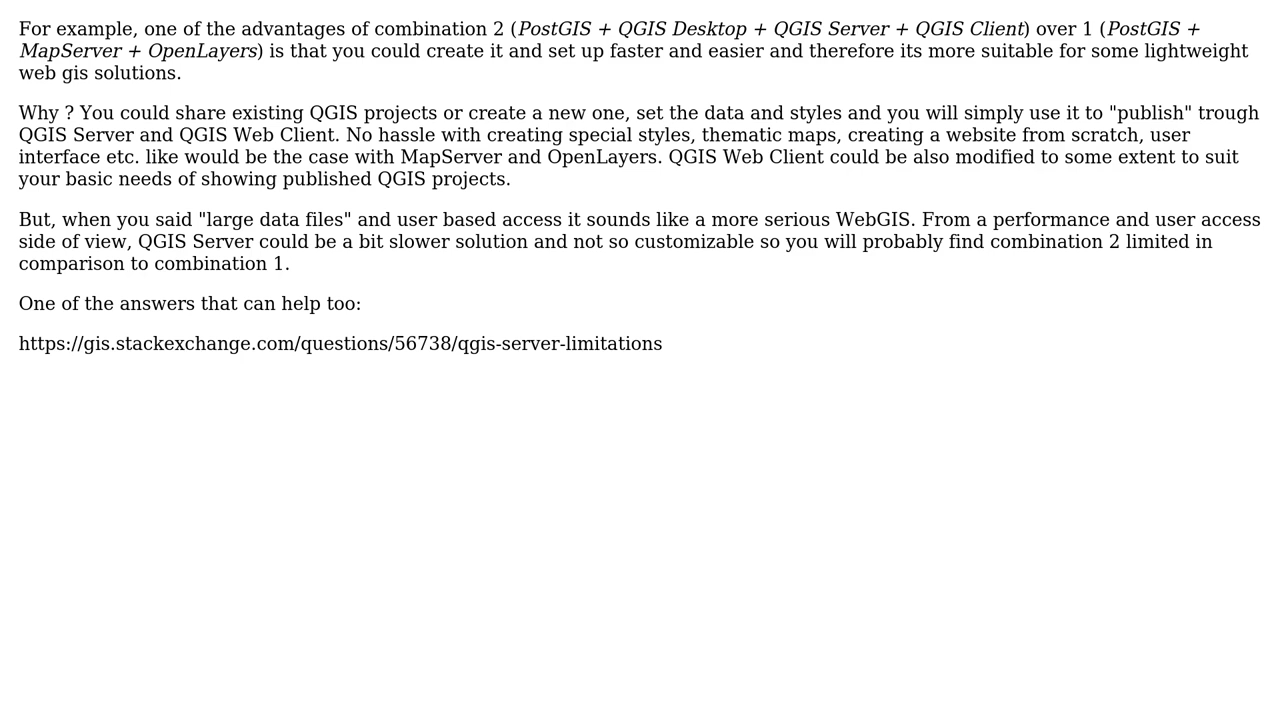 For example, one of the advantages of combination 2 (PostGIS + QGIS Desktop + QGIS Server + QGIS Client) over 1 (PostGIS +
MapServer + OpenLayers) is that you could create it and set up faster and easier and therefore its more suitable for some lightweight
web gis solutions.
Why ? You could share existing QGIS projects or create a new one, set the data and styles and you will simply use it to "publish" trough
QGIS Server and QGIS Web Client. No hassle with creating special styles, thematic maps, creating a website from scratch, user
interface etc. like would be the case with MapServer and OpenLayers. QGIS Web Client could be also modified to some extent to suit
your basic needs of showing published QGIS projects.
But, when you said "large data files" and user based access it sounds like a more serious WebGIS. From a performance and user access
side of view, QGIS Server could be a bit slower solution and not so customizable so you will probably find combination 2 limited in
comparison to combination 1.
One of the answers that can help too:
https://gis.stackexchange.com/questions/56738/qgis-server-limitations